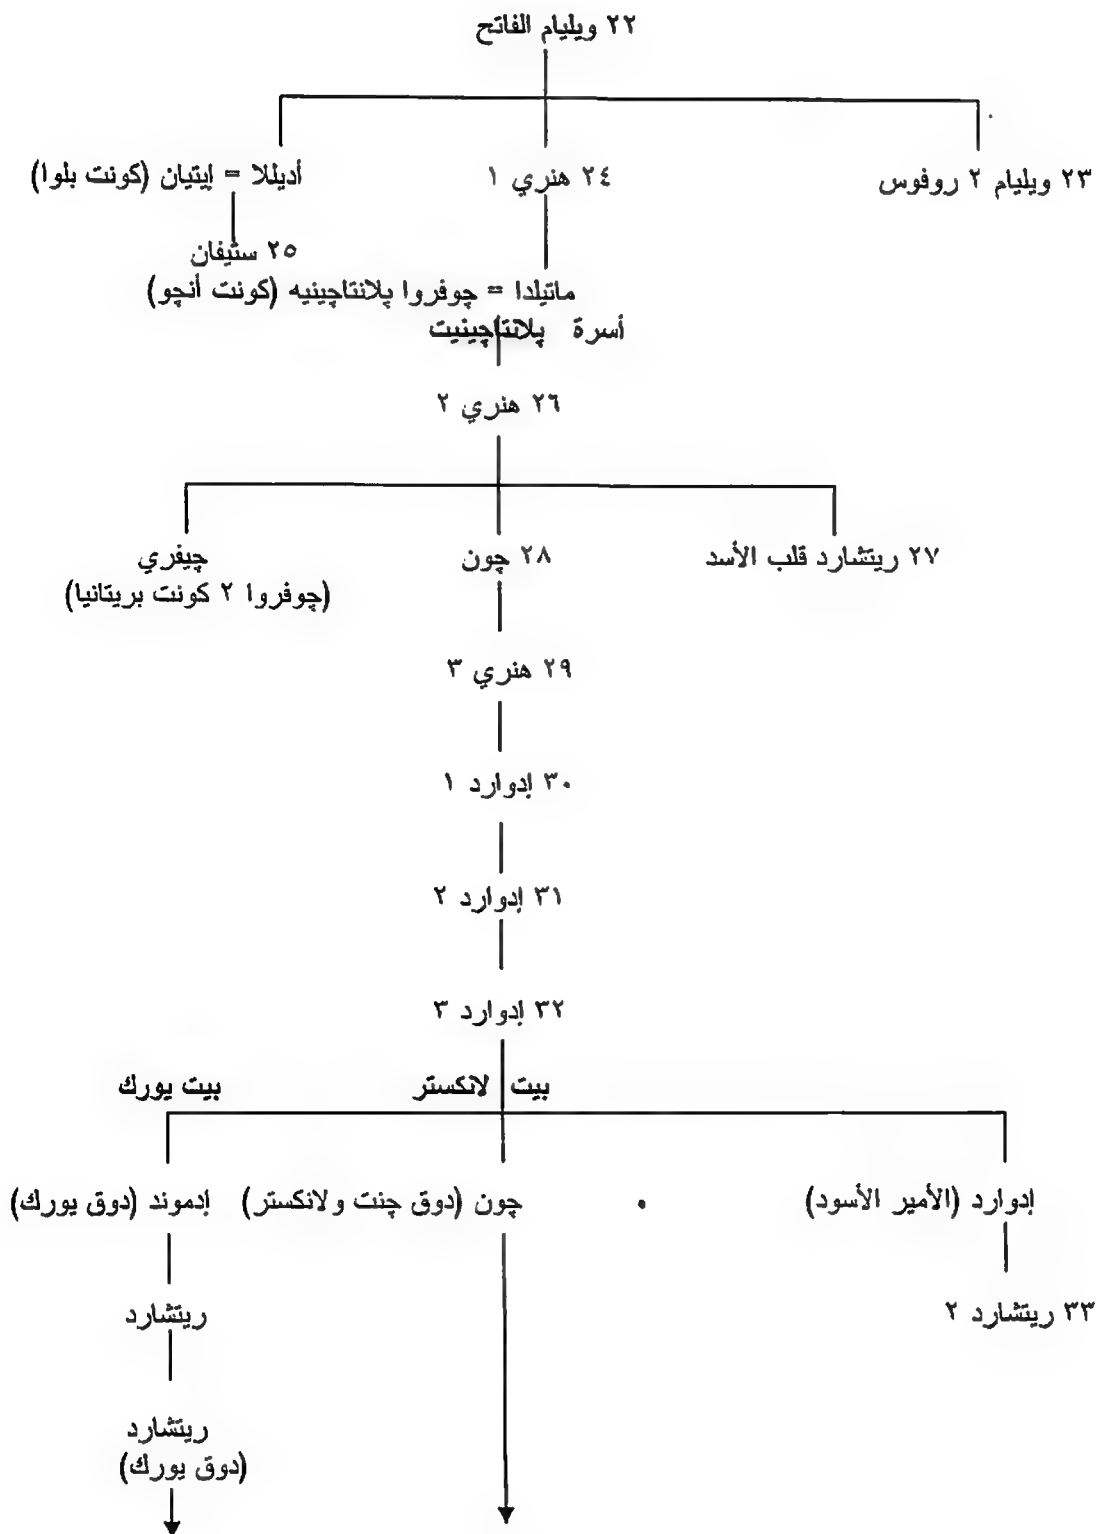 ٢٢ ويليام الفاتح
٢٣ ويليام ٢ روفوس
٢٤ هنري ١
أديللا = إيتيان (كونت بلوا)
٢٥ ستيفان
ماتيلدا = چوفروا پلانتاچينيه (كونت أنچو)
أسرة پلانتاچينيت
٢٦ هنري ٢
٢٧ ريتشارد قلب الأسد
٢٨ چون
چيفري
(چوفروا ٢ كونت بريتانيا)
٢٩ هنري ٣
٣٠ إدوارد ١
٣١ إدوارد ٢
٣٢ إدوارد ٣
بيت لانكستر
بيت يورك
إدوارد (الأمير الأسود)
چون (دوق چنت ولانكستر)
إدموند (دوق يورك)
٣٣ ريتشارد ٢
ريتشارد
ريتشارد
(دوق يورك)